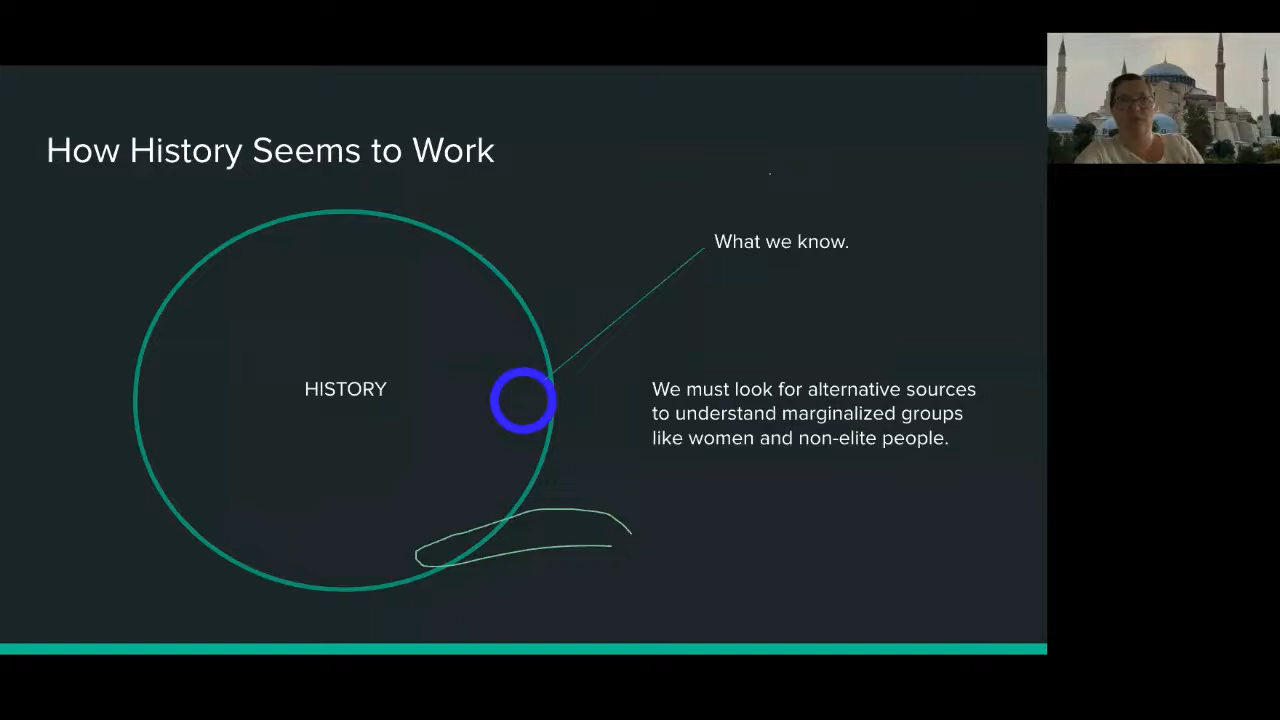 How History Seems to Work
What we know.
HISTORY
We must look for alternative sources
to understand marginalized groups
like women and non-elite people.